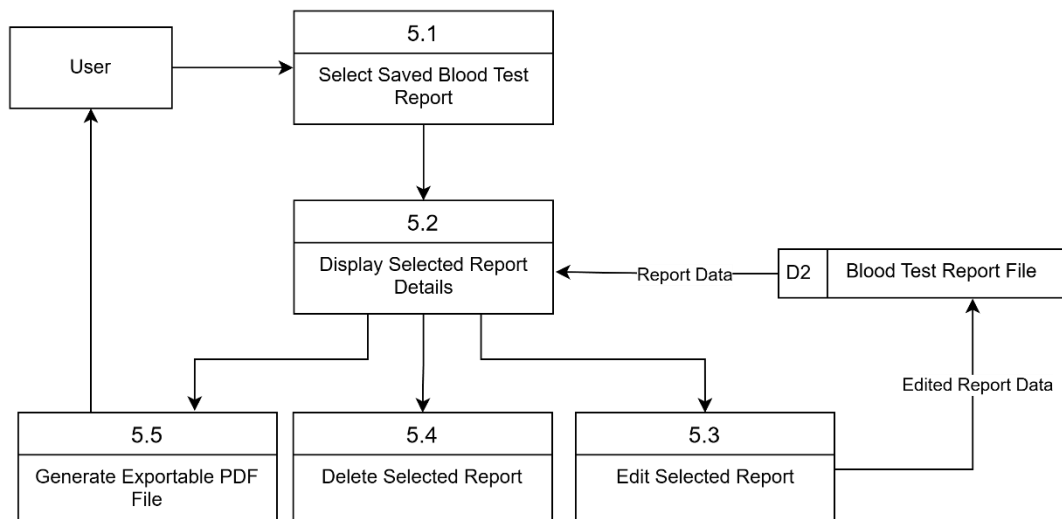 5.1
User
Select Saved Blood Test
Report
5.2
Display Selected Report
Details
Report Data
D2
Blood Test Report File
Edited Report Data
5.5
Generate Exportable PDF
File
5.4
Delete Selected Report
5.3
Edit Selected Report